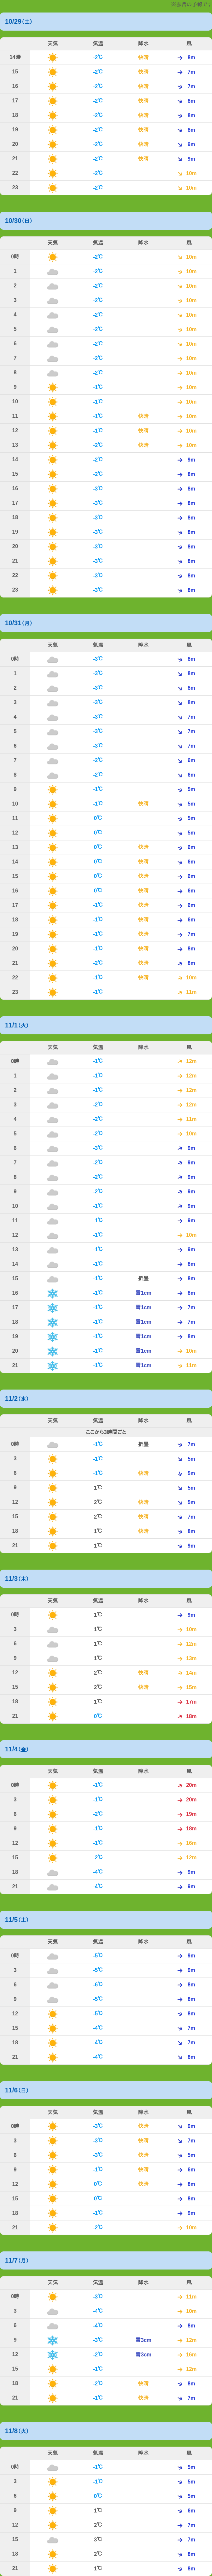 10/29(土)
天気 気温 降水 風
14時 -2℃ 快晴 8m
15 -2℃ 快晴 7m
16 -2℃ 快晴 7m
17 -2℃ 快晴 8m
18 -2℃ 快晴 8m
19 -2℃ 快晴 8m
20 -2℃ 快晴 9m
21 -2℃ 快晴 9m
22 -2℃ 10m
23 -2℃ 10m
10/30(日)
天気 気温 降水 風
0時 -2℃ 10m
1 -2℃ 10m
2 -2℃ 10m
3 -2℃ 10m
4 -2℃ 10m
5 -2℃ 10m
6 -2℃ 10m
7 -2℃ 10m
8 -2℃ 10m
9 -1℃ 10m
10 -1℃ 10m
11 -1℃ 快晴 10m
12 -1℃ 快晴 10m
13 -2℃ 快晴 10m
14 -2℃ 9m
15 -2℃ 8m
16 -3℃ 8m
17 -3℃ 8m
18 -3℃ 8m
19 -3℃ 8m
20 -3℃ 8m
21 -3℃ 8m
22 -3℃ 8m
23 -3℃ 8m
10/31(月)
天気 気温 降水 風
0時 -3℃ 8m
1 -3℃ 8m
2 -3℃ 8m
3 -3℃ 8m
4 -3℃ 7m
5 -3℃ 7m
6 -3℃ 7m
7 -2℃ 6m
8 -2℃ 6m
9 -1℃ 5m
10 -1℃ 快晴 5m
11 0℃ 5m
12 0℃ 5m
13 0℃ 快晴 6m
14 0℃ 快晴 6m
15 0℃ 快晴 6m
16 0℃ 快晴 6m
17 -1℃ 快晴 6m
18 -1℃ 快晴 6m
19 -1℃ 快晴 7m
20 -1℃ 快晴 8m
21 -2℃ 快晴 8m
22 -1℃ 快晴 10m
23 -1℃ 11m
11/1(火)
天気 気温 降水 風
0時 -1℃ 12m
1 -1℃ 12m
2 -1℃ 12m
3 -2℃ 11m
4 -2℃ 11m
5 -2℃ 10m
6 -3℃ 9m
7 -2℃ 9m
8 -2℃ 9m
9 -2℃ 9m
10 -1℃ 9m
11 -1℃ 9m
12 -1℃ 10m
13 -1℃ 9m
14 -1℃ 8m
15 -1℃ 折畳 8m
16 -1℃ 雪1cm 8m
17 -1℃ 雪1cm 7m
18 -1℃ 雪1cm 7m
19 -1℃ 雪1cm 8m
20 -1℃ 雪1cm 10m
21 -1℃ 雪1cm 11m
11/2(水)
天気 気温 降水 風
ここから3時間ごと
0時 -1℃ 折畳 7m
3 -1℃ 5m
6 -1℃ 快晴 5m
9 1℃ 5m
12 2℃ 快晴 5m
15 2℃ 快晴 7m
18 1℃ 快晴 8m
21 1℃ 9m
11/3(木)
天気 気温 降水 風
0時 1℃ 9m
3 1℃ 10m
6 1℃ 12m
9 1℃ 13m
12 2℃ 快晴 14m
15 2℃ 快晴 15m
18 1℃ 17m
21 0℃ 18m
11/4(金)
天気 気温 降水 風
0時 -1℃ 20m
3 -1℃ 20m
6 -2℃ 19m
9 -1℃ 18m
12 -1℃ 16m
15 -2℃ 12m
18 -4℃ 9m
21 -4℃ 9m
11/5(土)
天気 気温 降水 風
0時 -5℃ 9m
3 -5℃ 9m
6 -6℃ 8m
9 -5℃ 8m
12 -5℃ 8m
15 -4℃ 7m
18 -4℃ 7m
21 -4℃ 8m
11/6(日)
天気 気温 降水 風
0時 -3℃ 快晴 9m
3 -3℃ 快晴 7m
6 -3℃ 快晴 5m
9 -1℃ 快晴 6m
12 0℃ 快晴 8m
15 0℃ 8m
18 -1℃ 9m
21 -2℃ 10m
11/7(月)
天気 気温 降水 風
0時 -3℃ 11m
3 -4℃ 10m
6 -4℃ 8m
9 -3℃ 雪3cm 12m
12 -2℃ 雪3cm 16m
15 -1℃ 12m
18 -2℃ 快晴 8m
21 -1℃ 快晴 7m
11/8(火)
天気 気温 降水 風
0時 -1℃ 5m
3 -1℃ 5m
6 0℃ 5m
9 1℃ 6m
12 2℃ 7m
15 3℃ 7m
18 2℃ 8m
21 1℃ 8m